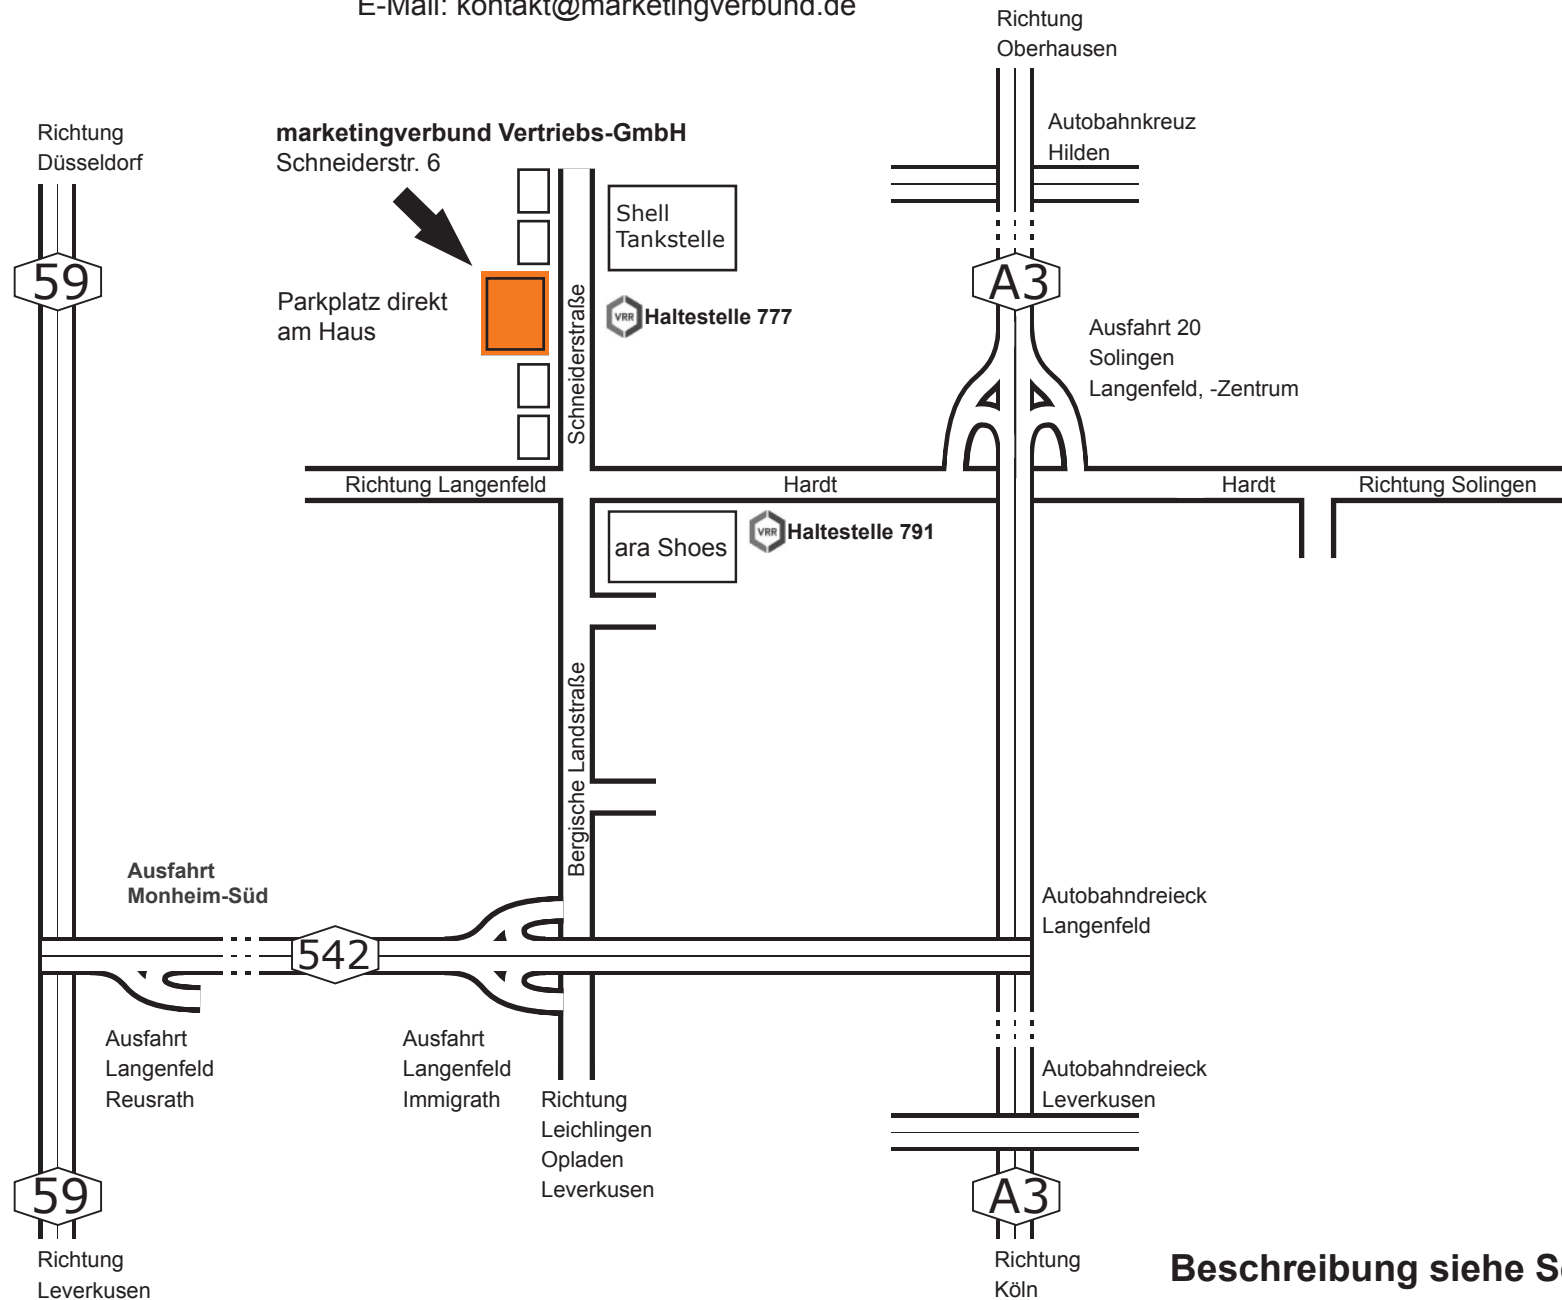 E-Mail: kontakt@marketingverbund.de
Richtung
Oberhausen
Richtung
Düsseldorf
marketingverbund Vertriebs-GmbH
Schneiderstr. 6
Autobahnkreuz
Hilden
Shell
Tankstelle
59
A3
Parkplatz direkt
am Haus
VRR Haltestelle 777
Schneiderstraße
Ausfahrt 20
Solingen
Langenfeld, -Zentrum
Richtung Langenfeld
Hardt
Hardt
Richtung Solingen
ara Shoes
VRR Haltestelle 791
Bergische Landstraße
Ausfahrt
Monheim-Süd
Autobahndreieck
Langenfeld
542
Ausfahrt
Langenfeld
Reusrath
Ausfahrt
Langenfeld
Immigrath
Richtung
Leichlingen
Opladen
Leverkusen
Autobahndreieck
Leverkusen
59
A3
Richtung
Leverkusen
Richtung
Köln
Beschreibung siehe